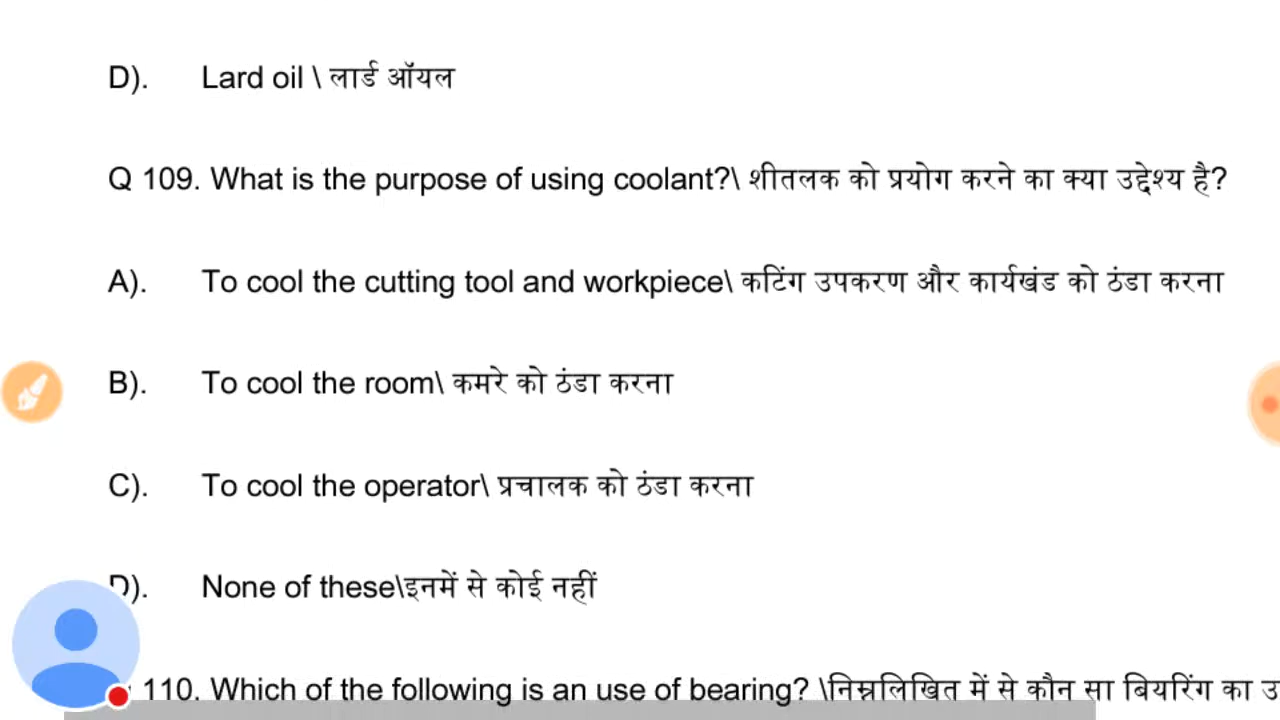 D). Lard oil \ लार्ड ऑयल
Q 109. What is the purpose of using coolant?\ शीतलक को प्रयोग करने का क्या उद्देश्य है?
A). To cool the cutting tool and workpiece\ कटिंग उपकरण और कार्यखंड को ठंडा करना
B). To cool the room\ कमरे को ठंडा करना
C). To cool the operator\ प्रचालक को ठंडा करना
D). None of these\इनमें से कोई नहीं
110. Which of the following is an use of bearing? \निम्नलिखित में से कौन सा बियरिंग का